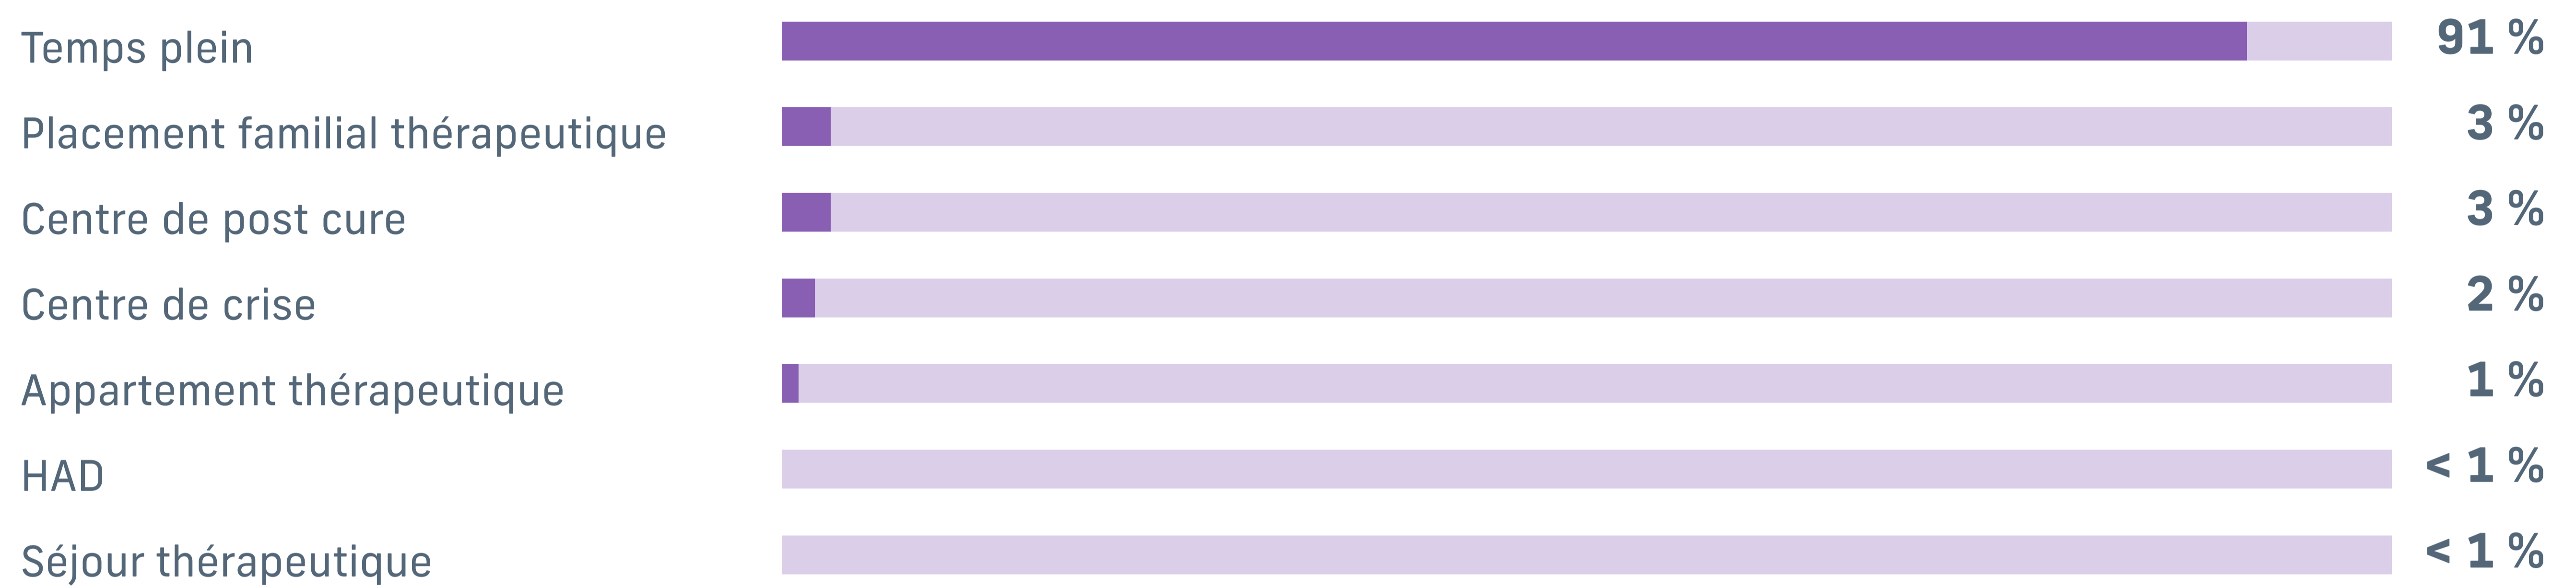 Temps plein 91 %
Placement familial thérapeutique 3 %
Centre de post cure 3 %
Centre de crise 2 %
Appartement thérapeutique 1 %
HAD < 1 %
Séjour thérapeutique < 1 %